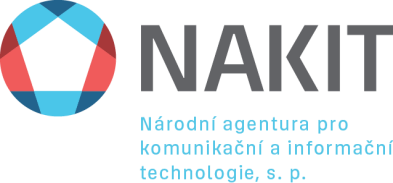 NAKIT
Národní agentura pro
komunikační a informační
technologie, s. p.